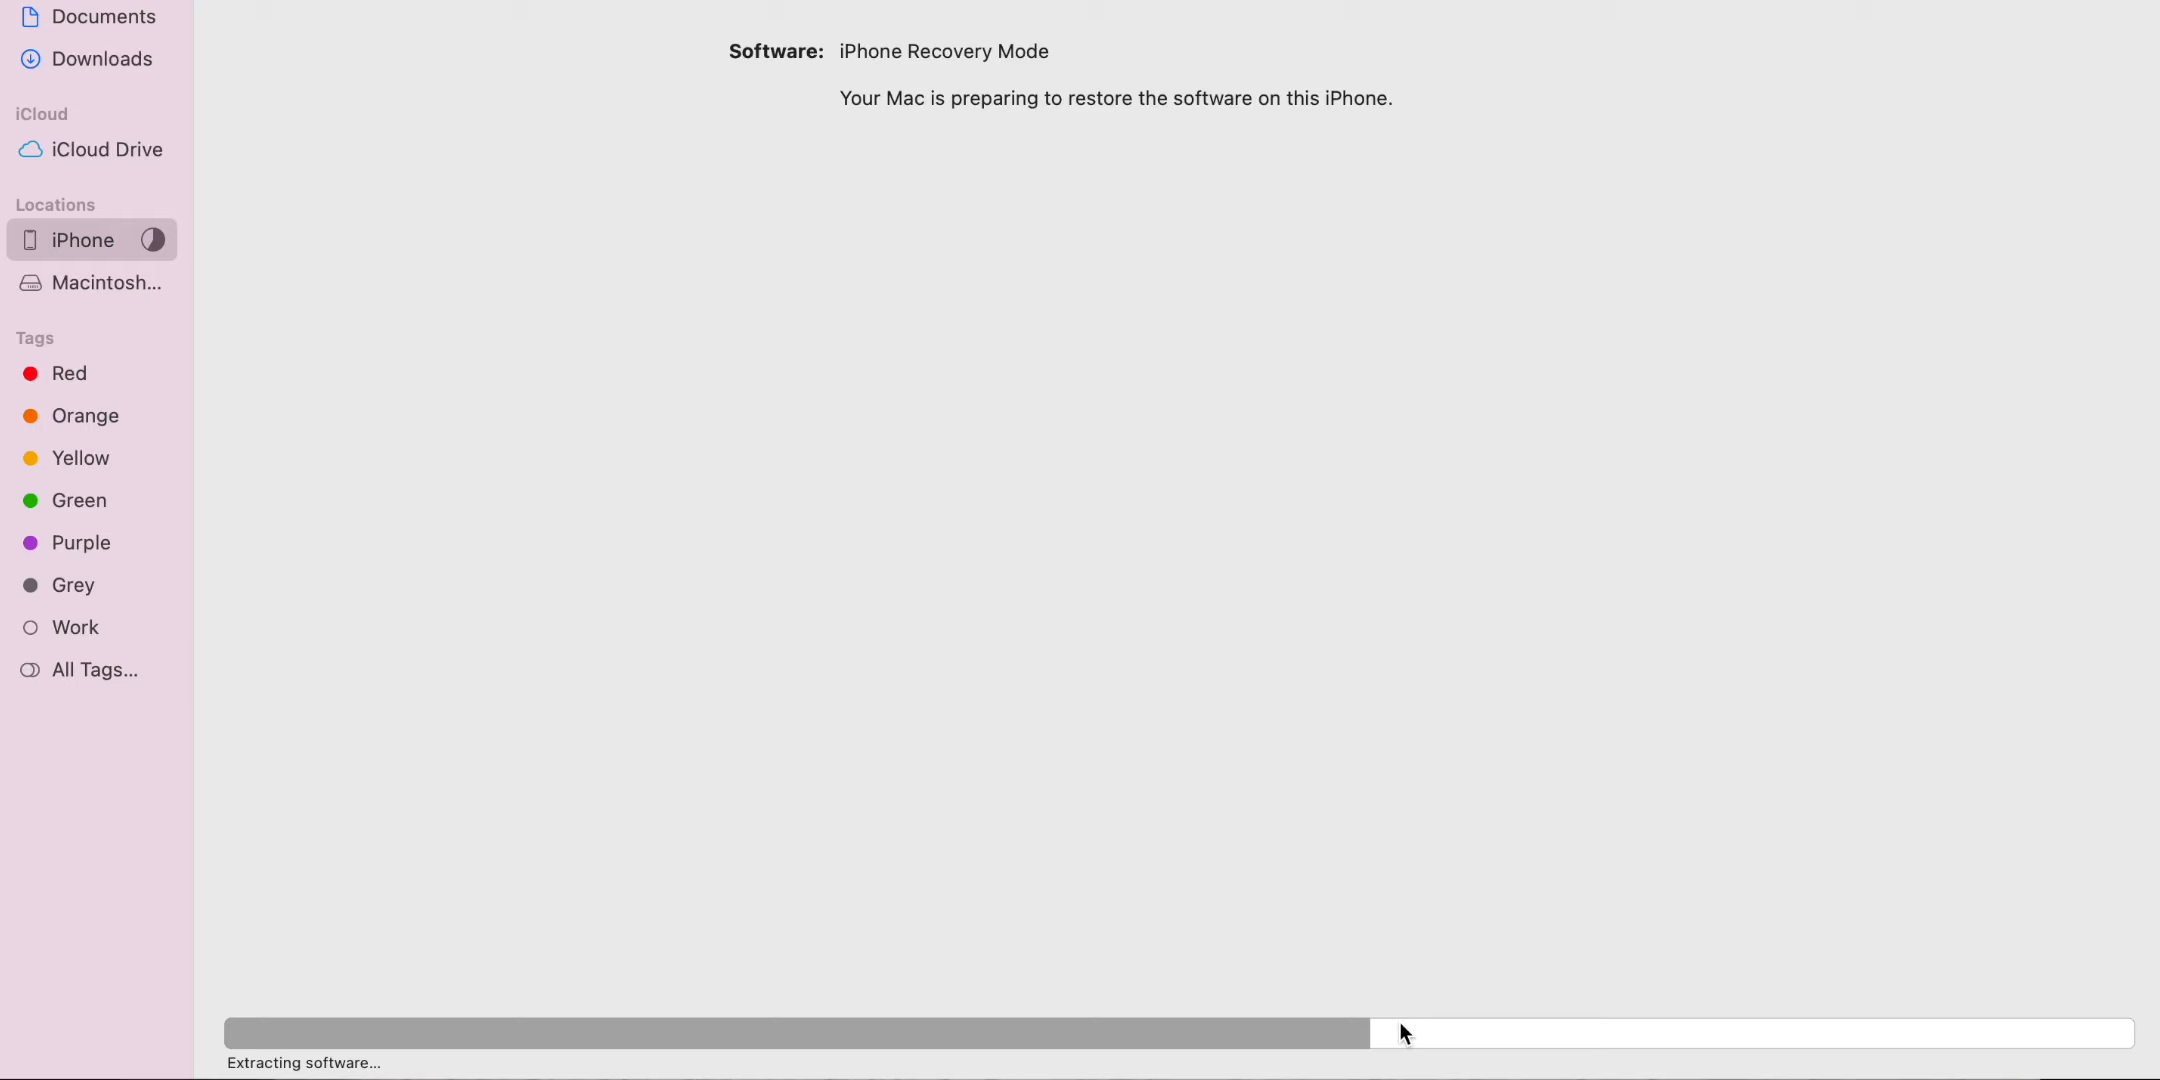 Documents
Downloads
iCloud
iCloud Drive
Locations
iPhone
Macintosh...
Tags
Red
Orange
Yellow
Green
Purple
Grey
Work
All Tags...
Software: iPhone Recovery Mode
Your Mac is preparing to restore the software on this iPhone.
Extracting software...